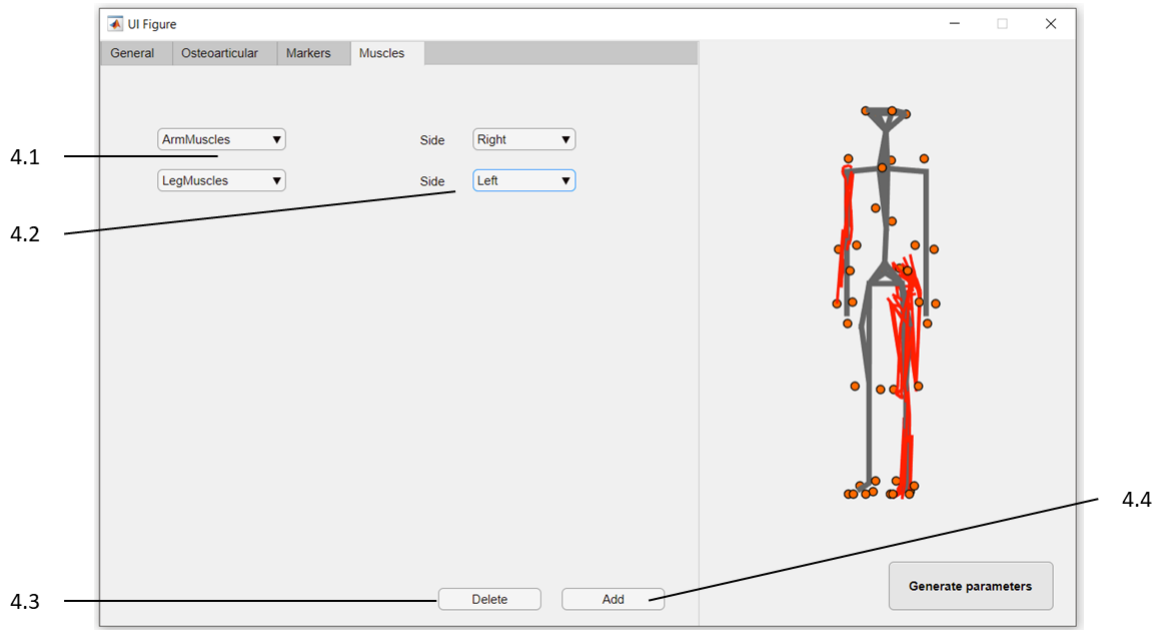 UI Figure
General Osteoarticular Markers Muscles
ArmMuscles Side Right
4.1
LegMuscles Side Left
4.2
4.4
Generate parameters
4.3 Delete Add